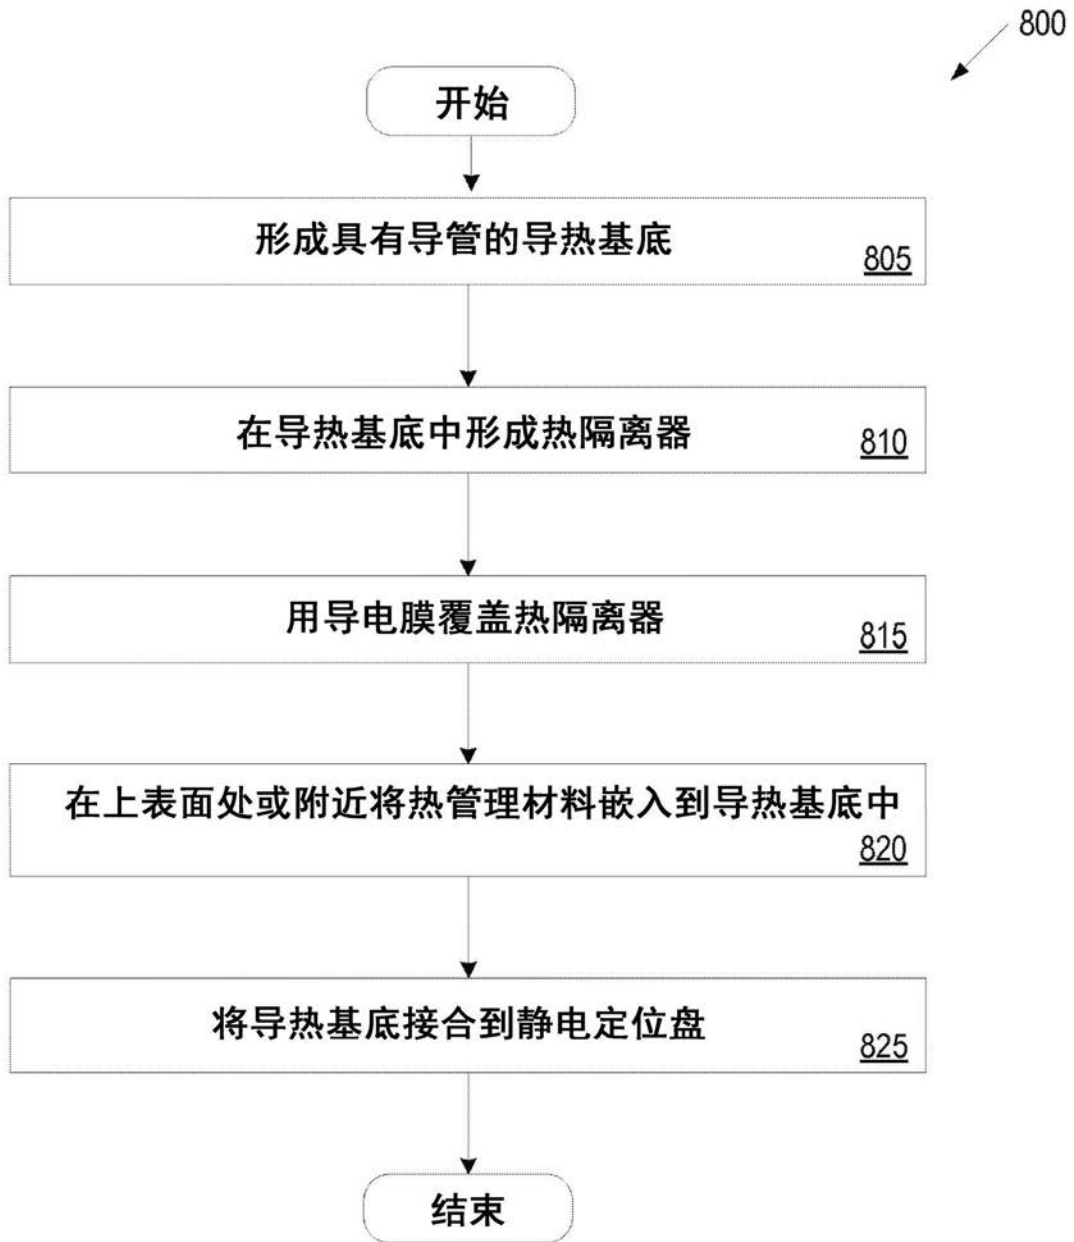 800
开始
形成具有导管的导热基底
805
在导热基底中形成热隔离器
810
用导电膜覆盖热隔离器
815
在上表面处或附近将热管理材料嵌入到导热基底中
820
将导热基底接合到静电定位盘
825
结束